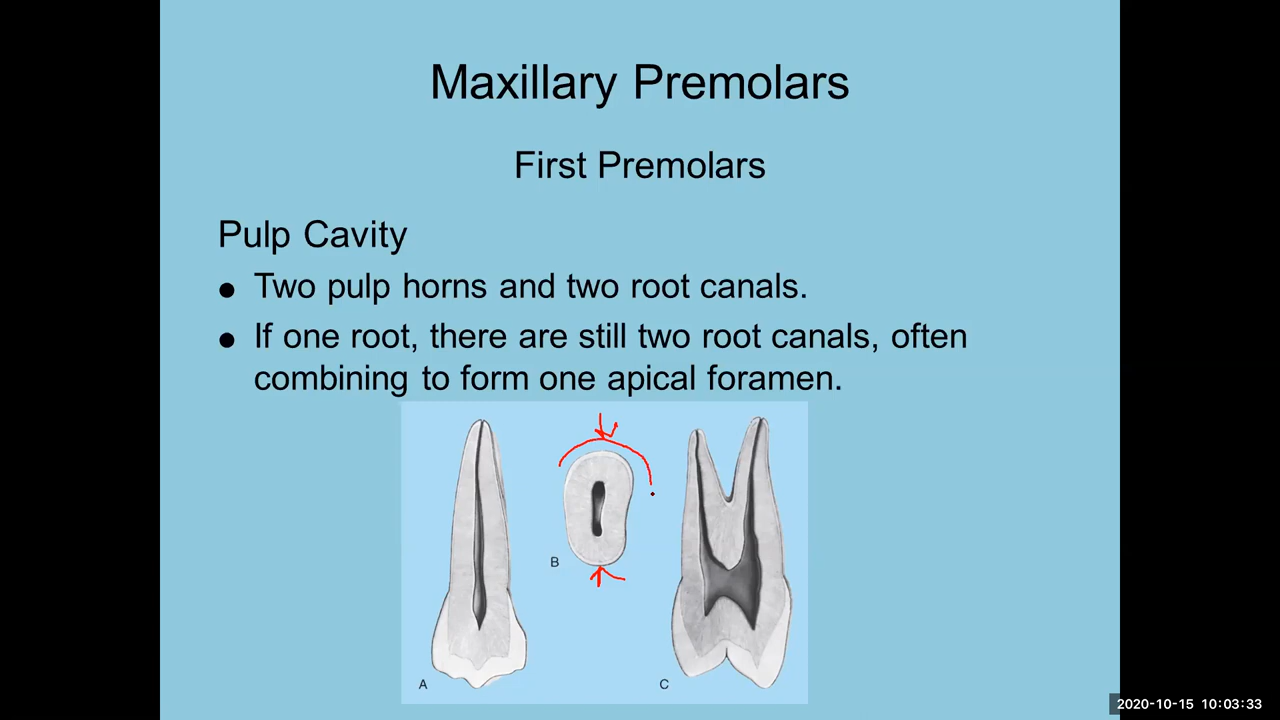 Maxillary Premolars
First Premolars
Pulp Cavity
● Two pulp horns and two root canals.
● If one root, there are still two root canals, often
combining to form one apical foramen.
B
A
C
2020-10-15 10:03:33